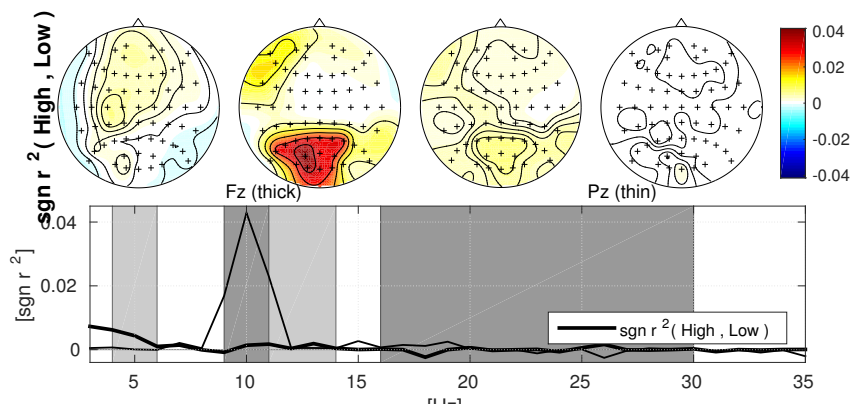 sgn r 2 ( High , Low )
0.04
0.02
0
-0.02
-0.04
Fz (thick)
Pz (thin)
[sgn r 2]
0.04
0.02
0
sgn r 2 ( High , Low )
5 10 15 20 25 30 35
[Hz]